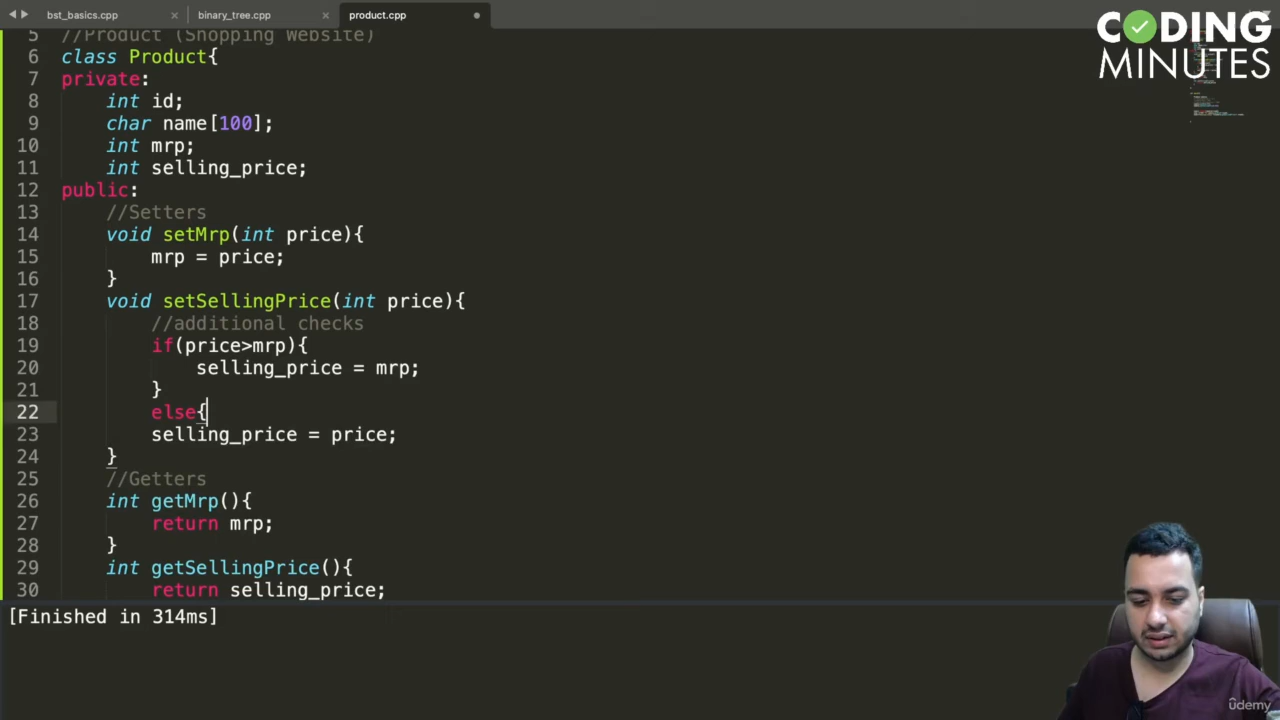 bst_basics.cpp × binary_tree.cpp × product.cpp
CODING
MINUTES
5 //Product (Shopping Website)
6 class Product{
7 private:
8 int id;
9 char name[100];
10 int mrp;
11 int selling_price;
12 public:
13 //Setters
14 void setMrp(int price){
15 mrp = price;
16 }
17 void setSellingPrice(int price){
18 //additional checks
19 if(price>mrp){
20 selling_price = mrp;
21 }
22 else{
23 selling_price = price;
24 }
25 //Getters
26 int getMrp(){
27 return mrp;
28 }
29 int getSellingPrice(){
30 return selling_price;
[Finished in 314ms]
ûdemy